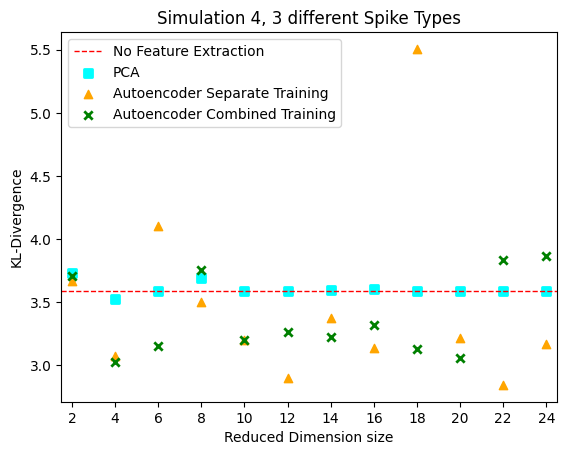 Simulation 4, 3 different Spike Types
No Feature Extraction
PCA
Autoencoder Separate Training
Autoencoder Combined Training
KL-Divergence
5.5
5.0
4.5
4.0
3.5
3.0
2 4 6 8 10 12 14 16 18 20 22 24
Reduced Dimension size